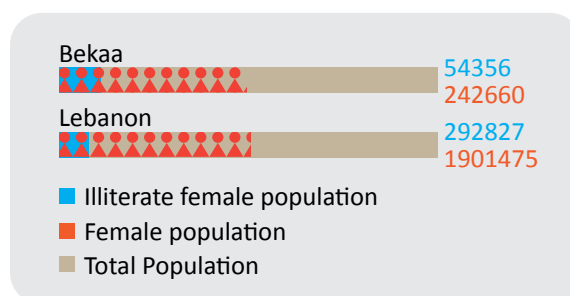 Bekaa
54356
242660
Lebanon
292827
1901475
Illiterate female population
Female population
Total Population